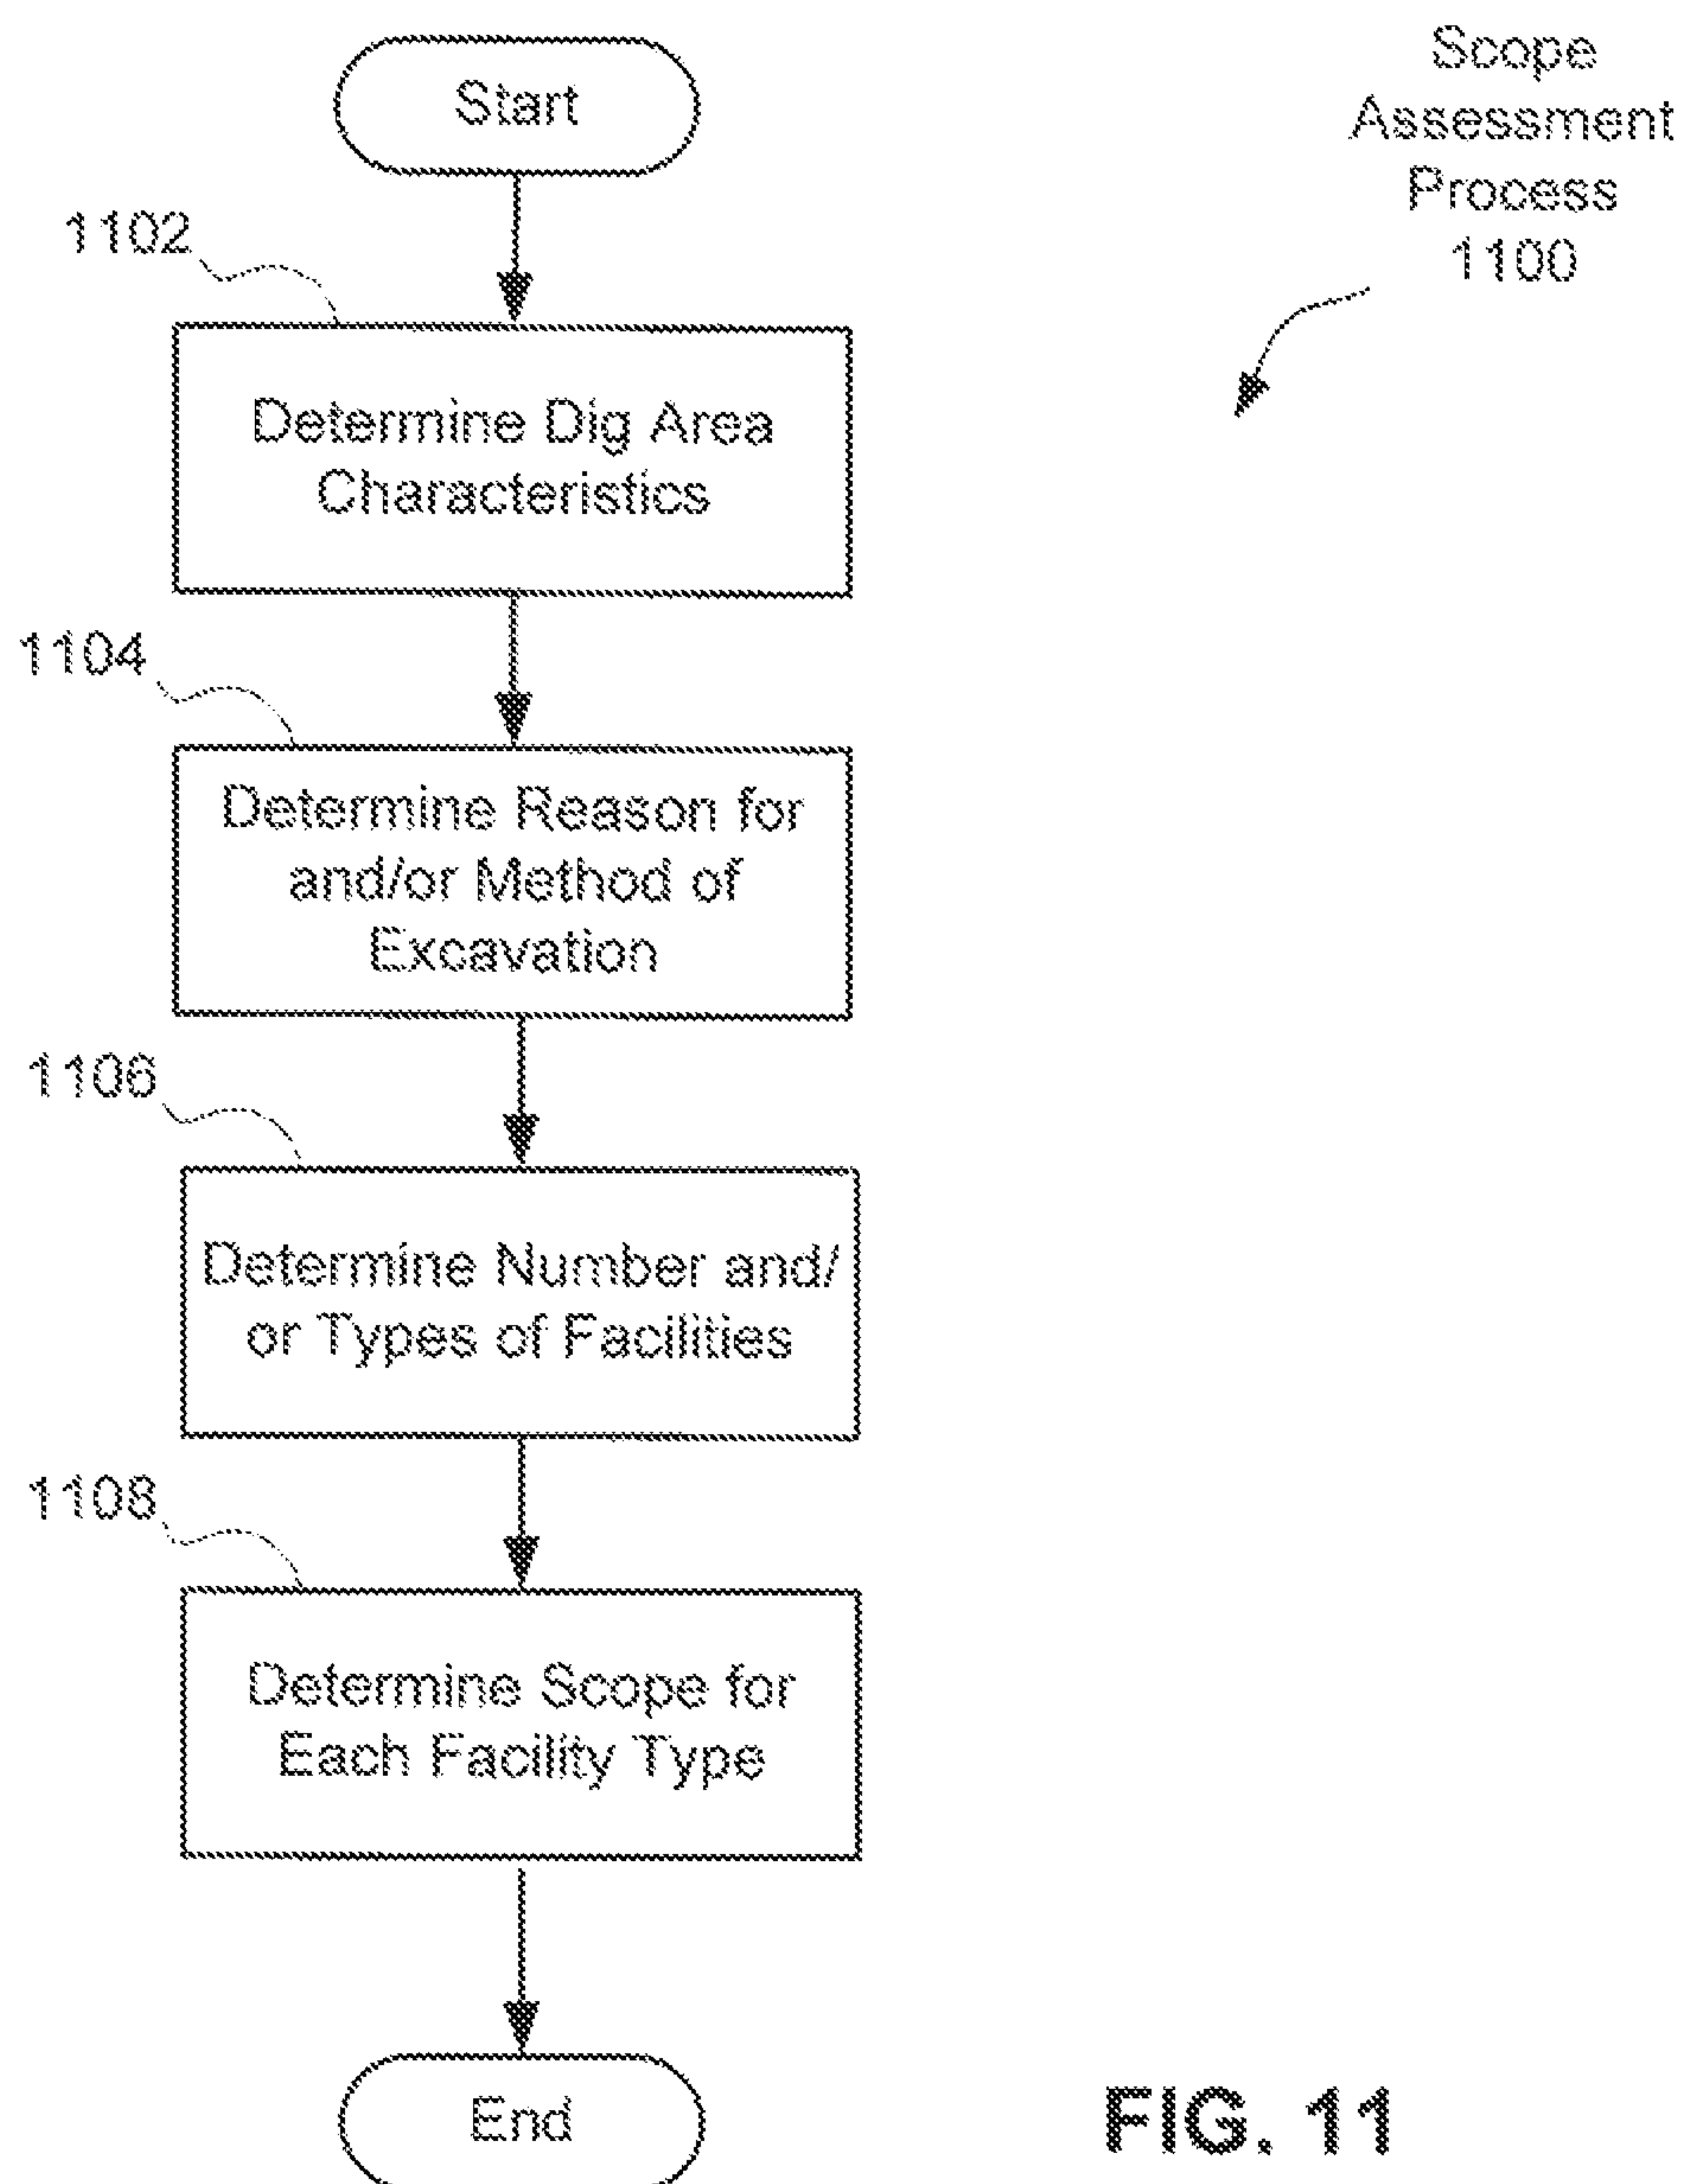 Start
Scope
Assessment
Process
1100
1102
Determine Dig Area
Characteristics
1104
Determine Reason for
and/or Method of
Excavation
1106
Determine Number and/
or Types of Facilities
1108
Determine Scope for
Each Facility Type
End
FIG. 11